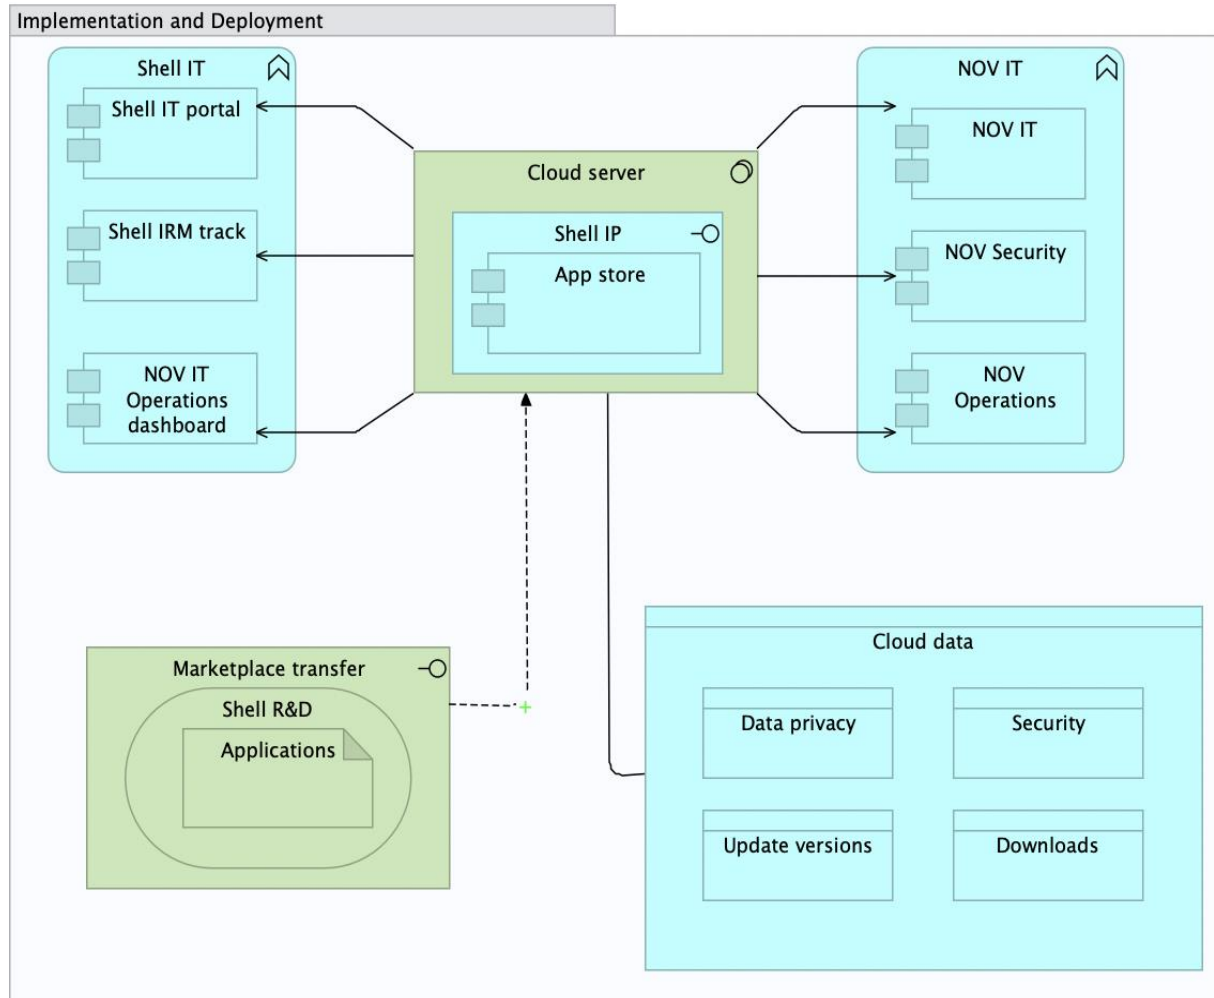 Implementation and Deployment
Shell IT
Shell IT portal
Shell IRM track
NOV IT
Operations
dashboard
Cloud server
Shell IP
App store
NOV IT
NOV IT
NOV Security
NOV
Operations
Marketplace transfer
Shell R&D
Applications
Cloud data
Data privacy
Security
Update versions
Downloads